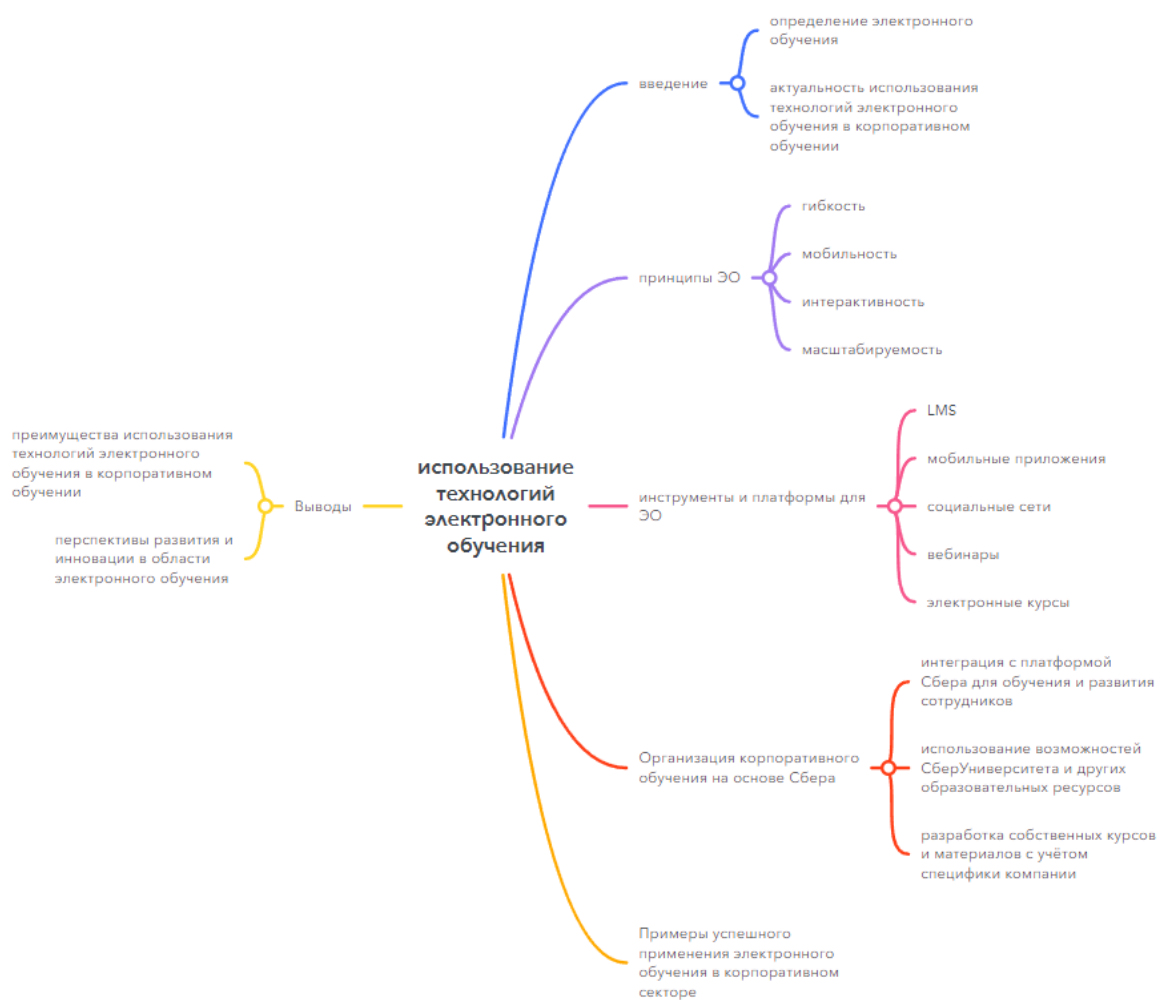 определение электронного
обучения
введение
актуальность использования
технологий электронного
обучения в корпоративном
обучении
гибкость
мобильность
принципы ЭО
интерактивность
масштабируемость
LMS
мобильные приложения
инструменты и платформы для
ЭО
социальные сети
вебинары
электронные курсы
преимущества использования
технологий электронного
обучения в корпоративном
обучении
Выводы
перспективы развития и
инновации в области
электронного обучения
использование
технологий
электронного
обучения
интеграция с платформой
Сбера для обучения и развития
сотрудников
Организация корпоративного
обучения на основе Сбера
использование возможностей
СберУниверситета и других
образовательных ресурсов
разработка собственных курсов
и материалов с учётом
специфики компании
Примеры успешного
применения электронного
обучения в корпоративном
секторе